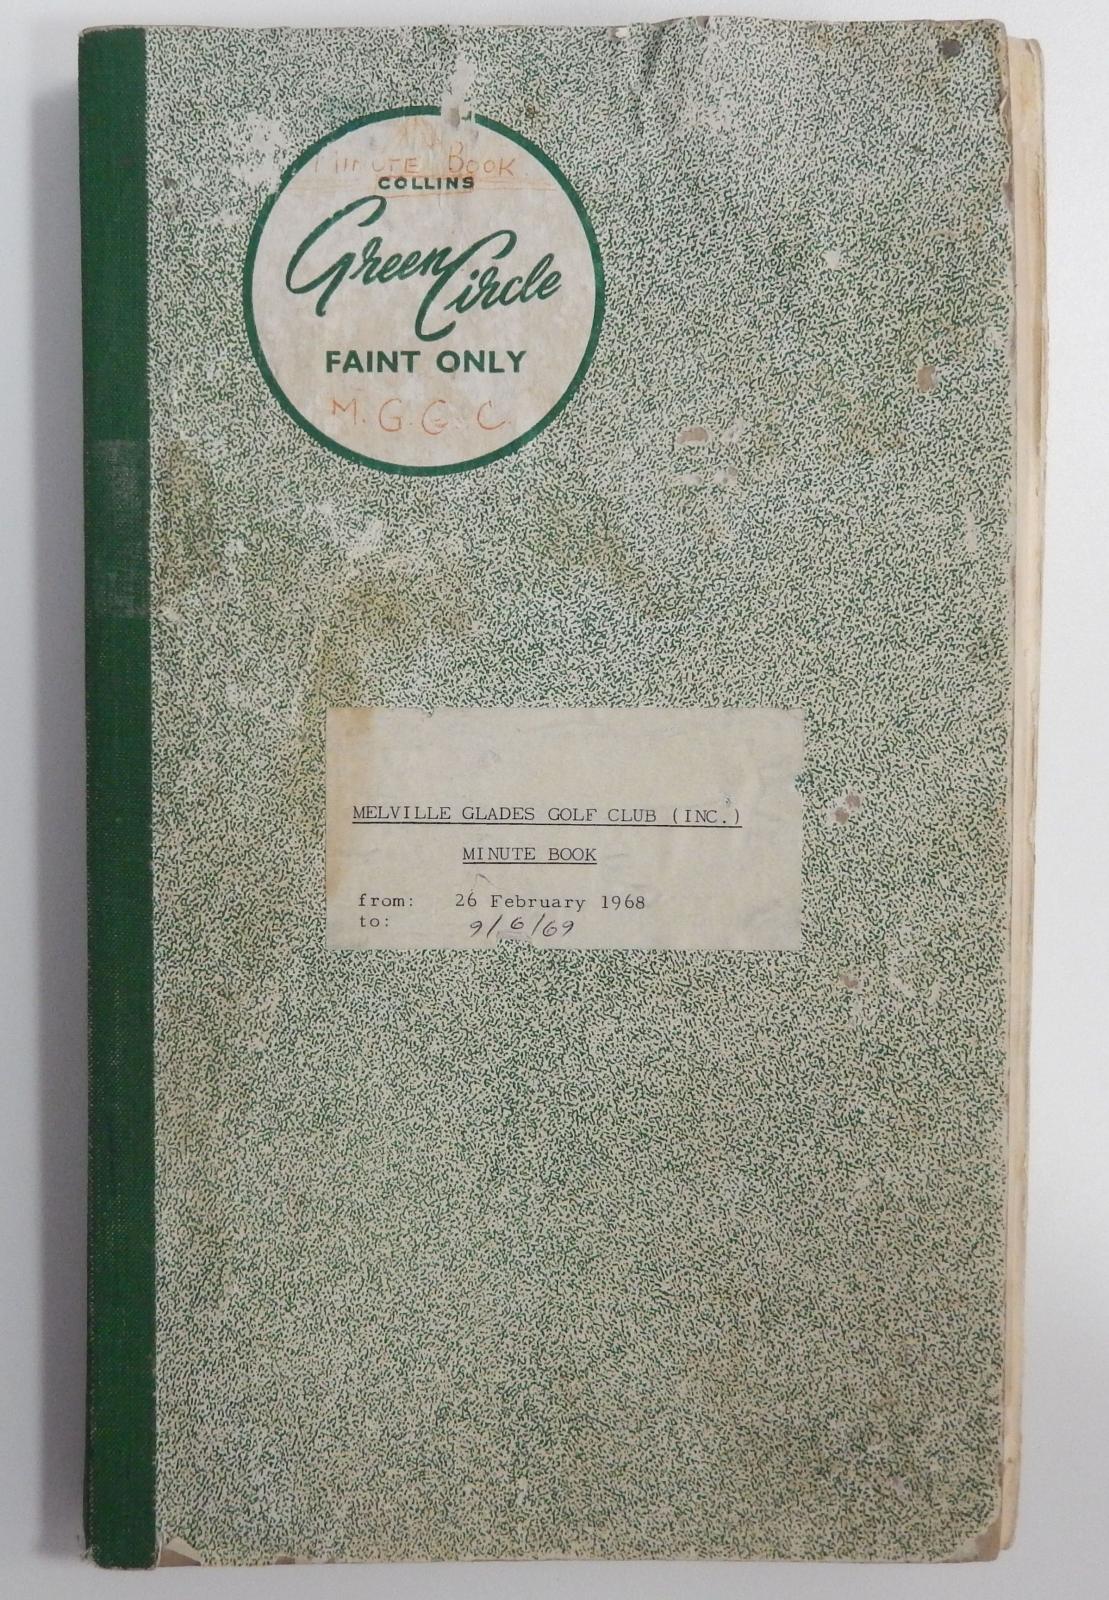 Minute Book
COLLINS
Green Circle
FAINT ONLY
M.G.G.C.
MELVILLE GLADES GOLF CLUB (INC.)
MINUTE BOOK
from: 26 February 1968
to: 9/6/69